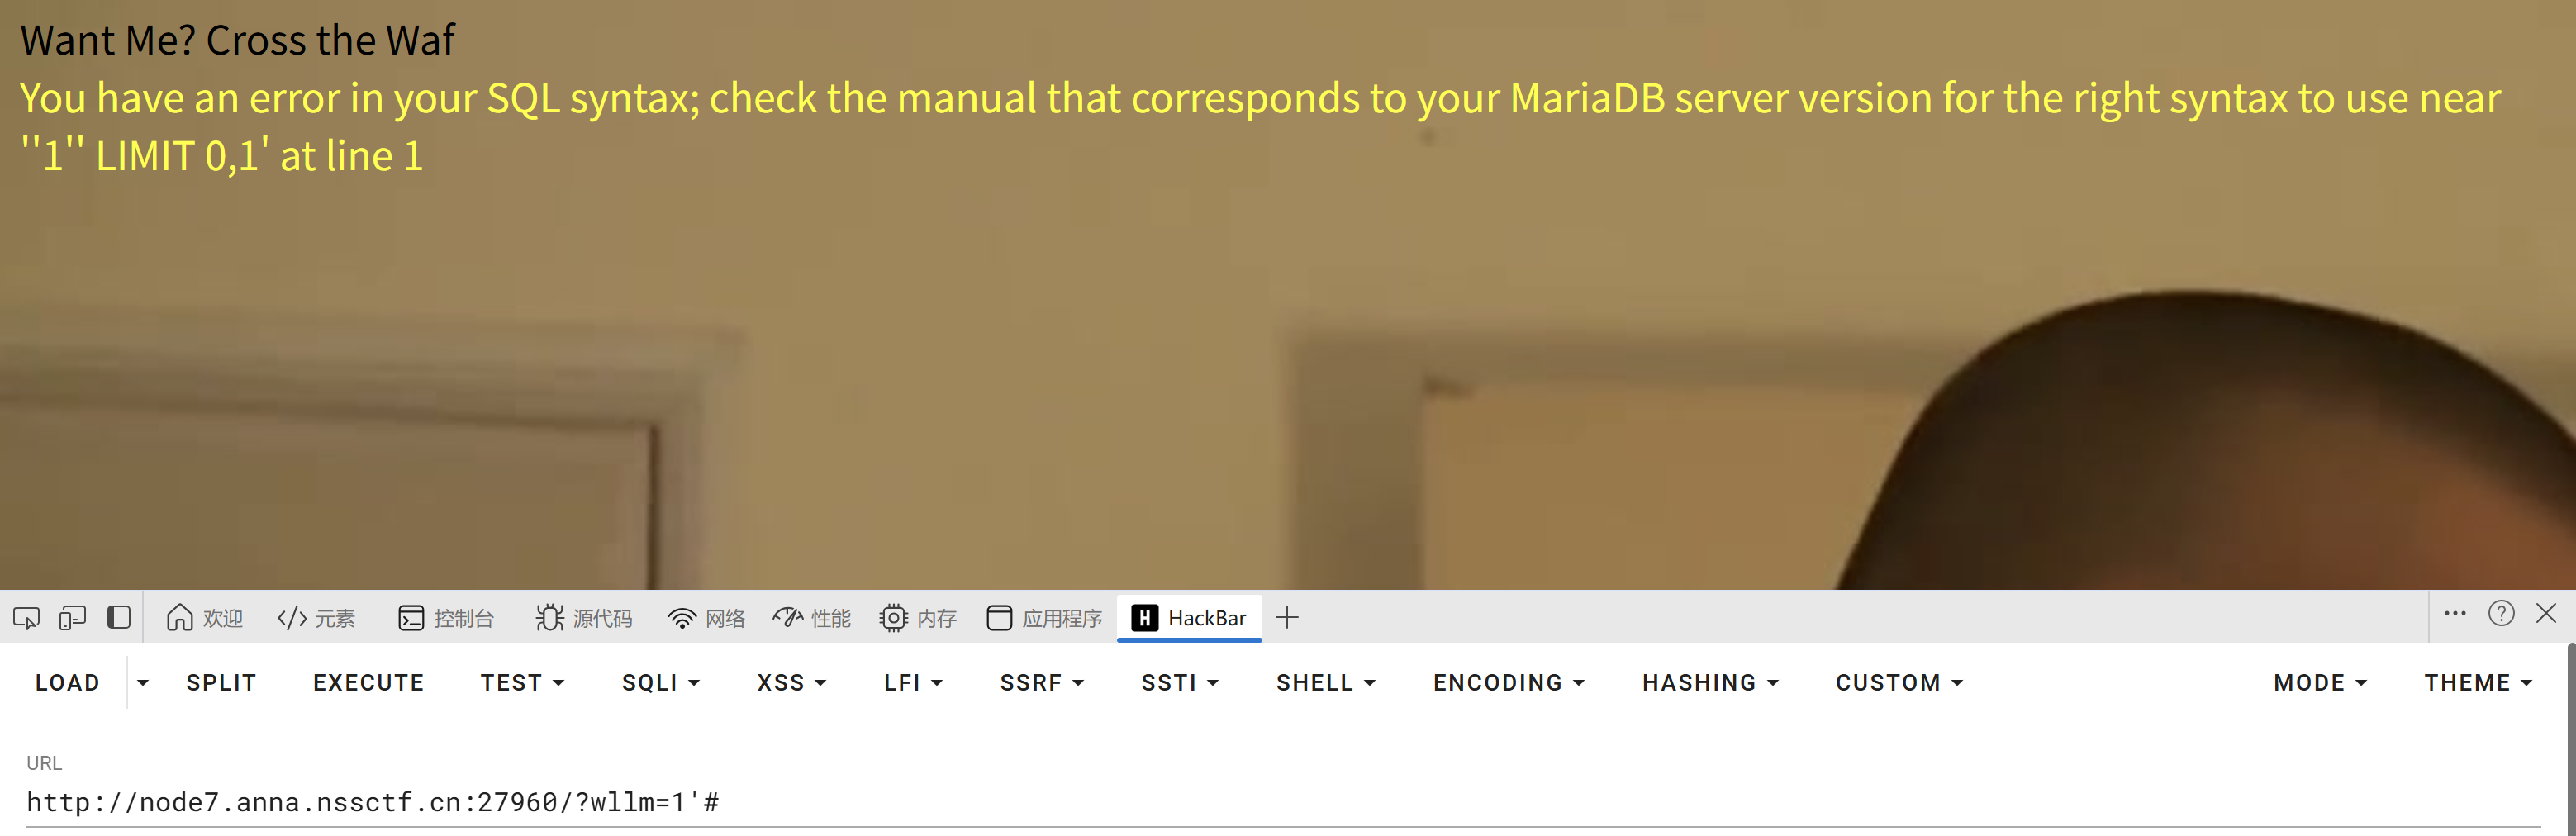 Want Me? Cross the Waf
You have an error in your SQL syntax; check the manual that corresponds to your MariaDB server version for the right syntax to use near
''1'' LIMIT 0,1' at line 1
欢迎 元素 控制台 源代码 网络 性能 内存 应用程序 HackBar
LOAD SPLIT EXECUTE TEST SQLI XSS LFI SSRF SSTI SHELL ENCODING HASHING CUSTOM MODE THEME
URL
http://node7.anna.nssctf.cn:27960/?wllm=1'#